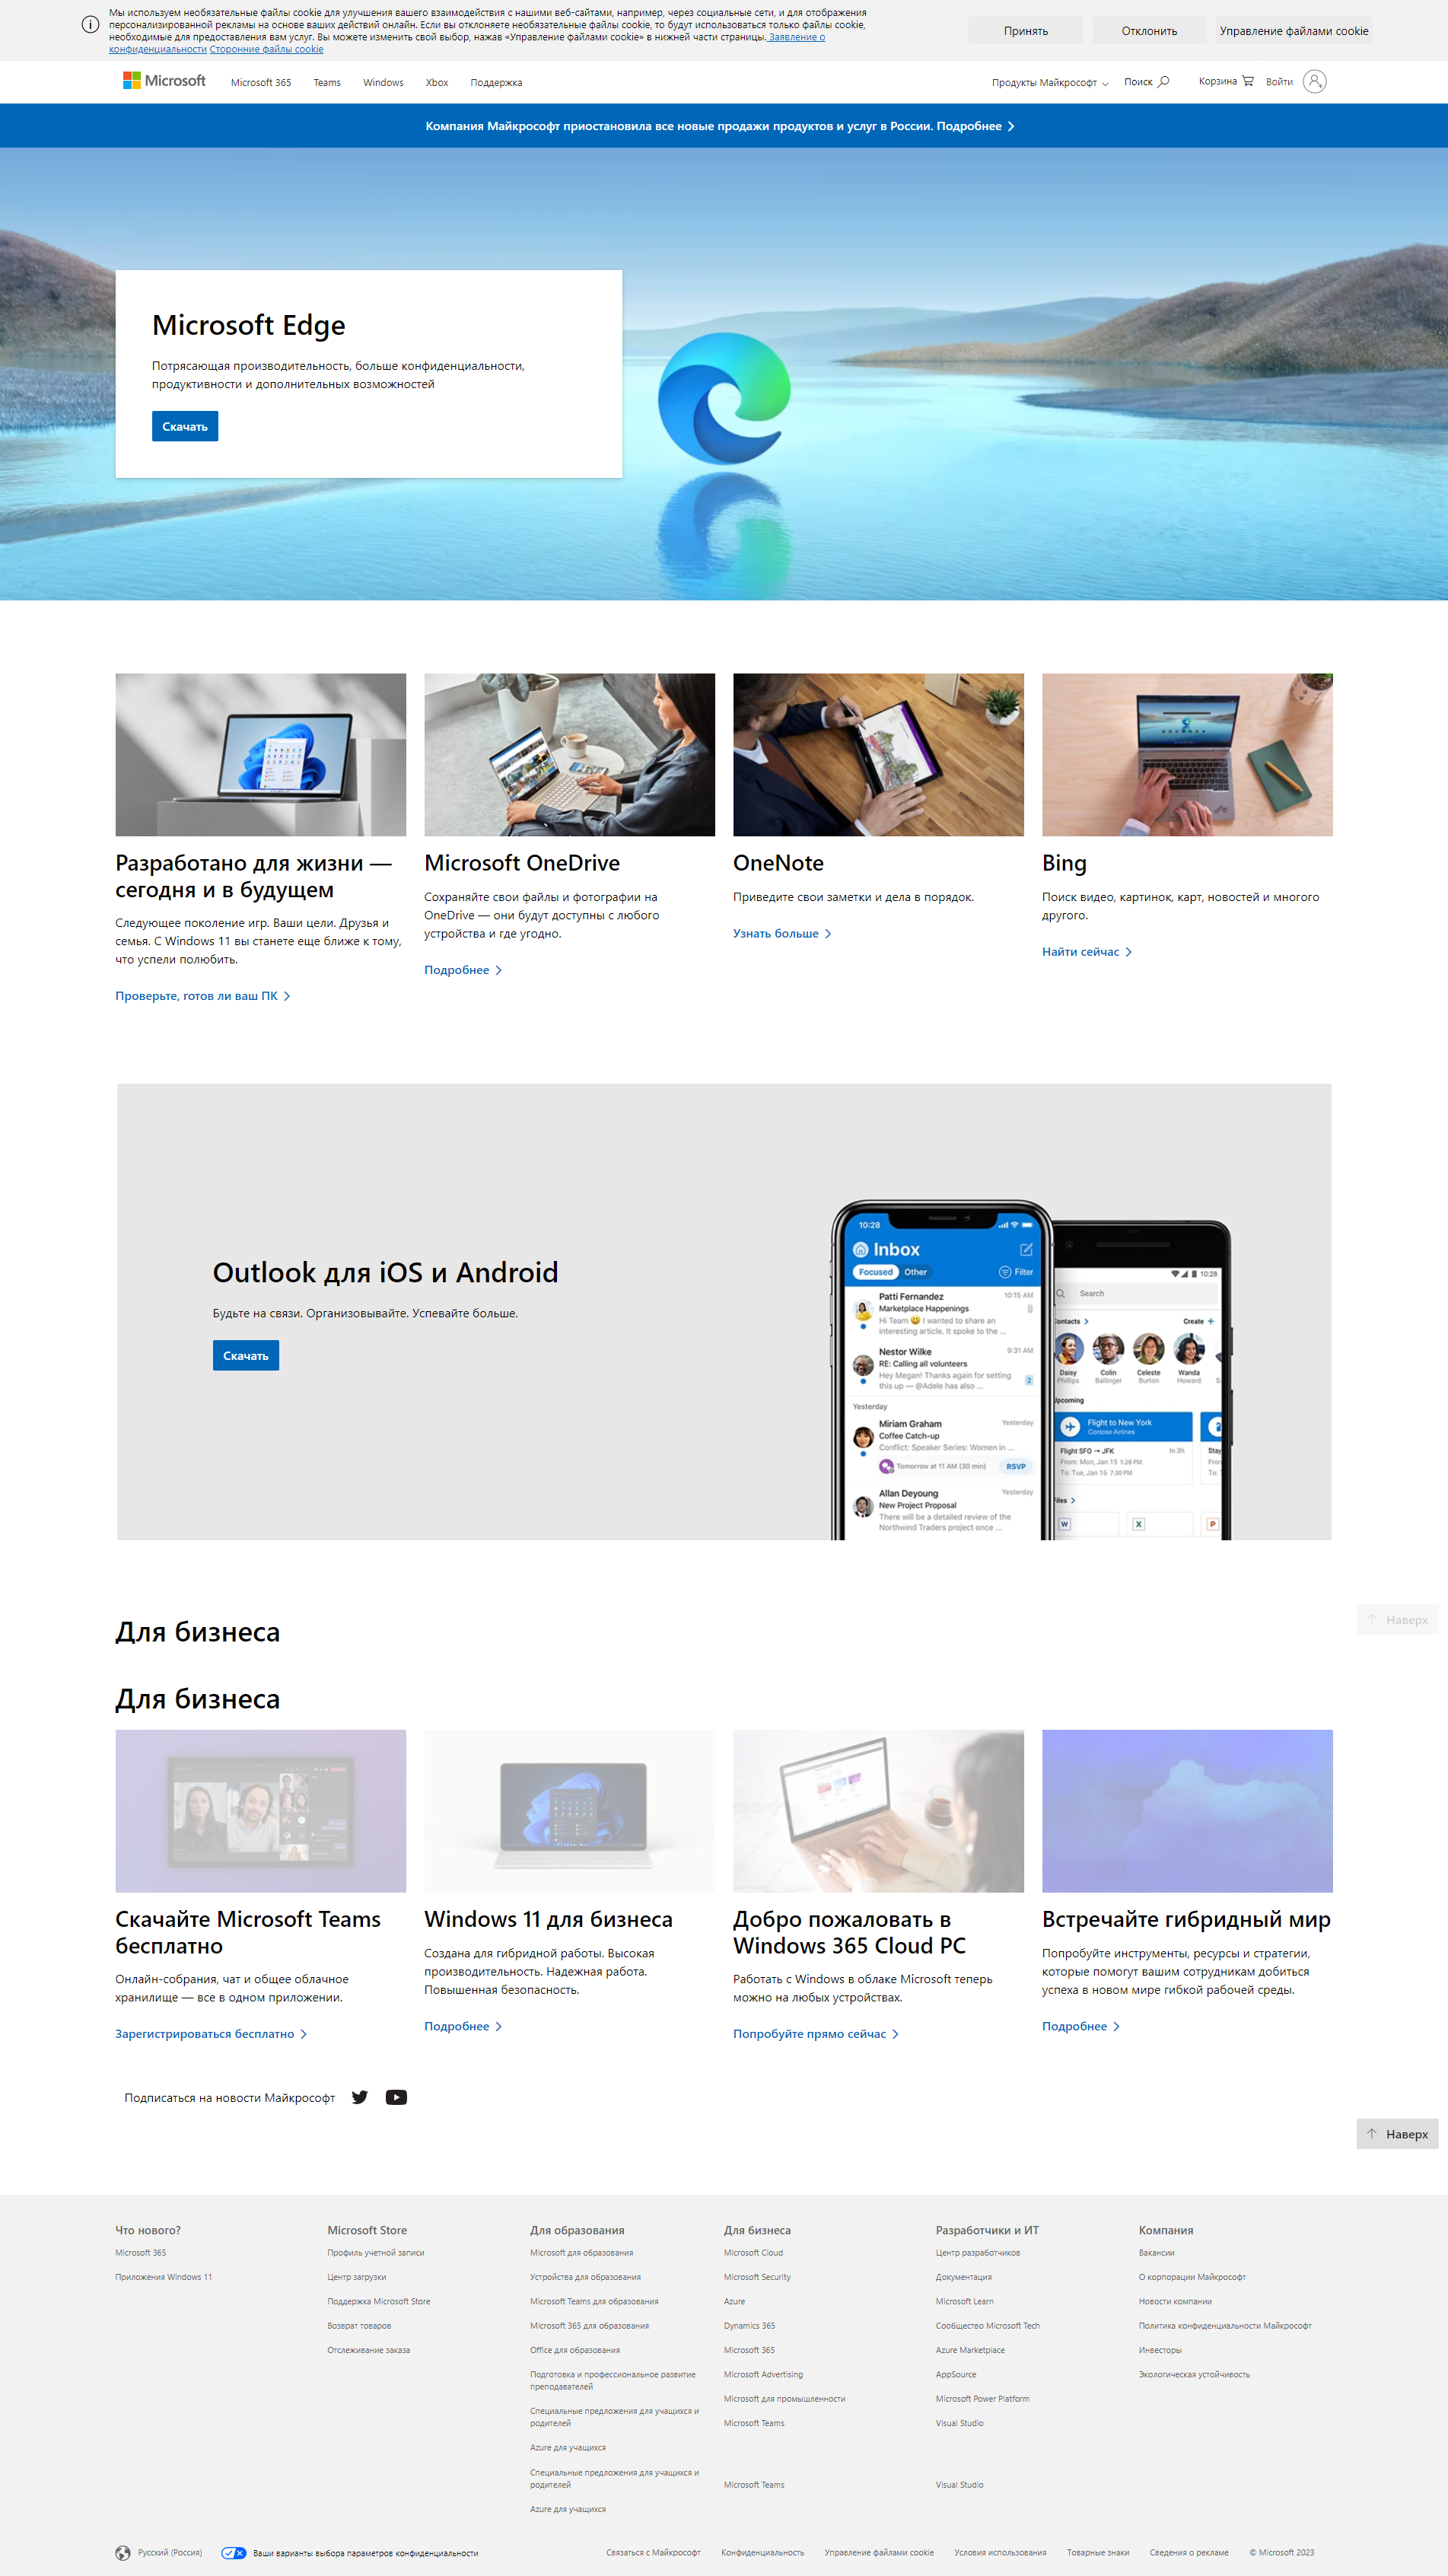 Мы используем необязательные файлы cookie для улучшения вашего взаимодействия с нашими веб-сайтами, например, через социальные сети, и для отображения
персонализированной рекламы на основе ваших действий онлайн. Если вы отклоняете необязательные файлы cookie, то будут использоваться только файлы cookie,
необходимые для предоставления вам услуг. Вы можете изменить свой выбор, нажав «Управление файлами cookie» в нижней части страницы. Заявление о
конфиденциальности Сторонние файлы cookie
Принять
Отклонить
Управление файлами cookie
Microsoft
Microsoft 365
Teams
Windows
Xbox
Поддержка
Продукты Майкрософт
Поиск
Корзина
Войти
Компания Майкрософт приостановила все новые продажи продуктов и услуг в России. Подробнее
Microsoft Edge
Потрясающая производительность, больше конфиденциальности,
продуктивности и дополнительных возможностей
Скачать
Разработано для жизни —
сегодня и в будущем
Следующее поколение игр. Ваши цели. Друзья и
семья. С Windows 11 вы станете еще ближе к тому,
что успели полюбить.
Проверьте, готов ли ваш ПК
Microsoft OneDrive
Сохраняйте свои файлы и фотографии на
OneDrive — они будут доступны с любого
устройства и где угодно.
Подробнее
OneNote
Приведите свои заметки и дела в порядок.
Узнать больше
Bing
Поиск видео, картинок, карт, новостей и многого
другого.
Найти сейчас
Outlook для iOS и Android
Будьте на связи. Организовывайте. Успевайте больше.
Скачать
10:28
Inbox
Focused
Other
Filter
Patti Fernandez
10:15 AM
Marketplace Happenings
Hi Team 😀 I wanted to share an
interesting article. It spoke to the ...
Nestor Wilke
9:31 AM
RE: Calling all volunteers
Hey Megan! Thanks again for setting
this up — @Adele has also ...
2
Yesterday
Miriam Graham
Yesterday
Coffee Catch-up
Conflict: Speaker Series: Women in ...
Tomorrow at 11 AM (30 min)
RSVP
Allan Deyoung
Yesterday
New Project Proposal
There will be a detailed review of the
Northwind Traders project once ...
10:28
Search
Contacts
Create +
Daisy
Phillips
Colin
Ballinger
Celeste
Burton
Wanda
Howard
Upcoming
Flight to New York
Contoso Airlines
Flight SFO → JFK
In 3h
From: Mon, Jan 15 1:28 PM
To: Tue, Jan 16 7:30 PM
Stay
From:
To:
Files
W
X
P
Для бизнеса
Наверх
Для бизнеса
Скачайте Microsoft Teams
бесплатно
Онлайн-собрания, чат и общее облачное
хранилище — все в одном приложении.
Зарегистрироваться бесплатно
Windows 11 для бизнеса
Создана для гибридной работы. Высокая
производительность. Надежная работа.
Повышенная безопасность.
Подробнее
Добро пожаловать в
Windows 365 Cloud PC
Работать с Windows в облаке Microsoft теперь
можно на любых устройствах.
Попробуйте прямо сейчас
Встречайте гибридный мир
Попробуйте инструменты, ресурсы и стратегии,
которые помогут вашим сотрудникам добиться
успеха в новом мире гибкой рабочей среды.
Подробнее
Подписаться на новости Майкрософт
Наверх
Что нового?
Microsoft 365
Приложения Windows 11
Microsoft Store
Профиль учетной записи
Центр загрузки
Поддержка Microsoft Store
Возврат товаров
Отслеживание заказа
Для образования
Microsoft для образования
Устройства для образования
Microsoft Teams для образования
Microsoft 365 для образования
Office для образования
Подготовка и профессиональное развитие
преподавателей
Специальные предложения для учащихся и
родителей
Azure для учащихся
Специальные предложения для учащихся и
родителей
Azure для учащихся
Для бизнеса
Microsoft Cloud
Microsoft Security
Azure
Dynamics 365
Microsoft 365
Microsoft Advertising
Microsoft для промышленности
Microsoft Teams
Microsoft Teams
Разработчики и ИТ
Центр разработчиков
Документация
Microsoft Learn
Сообщество Microsoft Tech
Azure Marketplace
AppSource
Microsoft Power Platform
Visual Studio
Visual Studio
Компания
Вакансии
О корпорации Майкрософт
Новости компании
Политика конфиденциальности Майкрософт
Инвесторы
Экологическая устойчивость
Русский (Россия)
Ваши варианты выбора параметров конфиденциальности
Связаться с Майкрософт
Конфиденциальность
Управление файлами cookie
Условия использования
Товарные знаки
Сведения о рекламе
© Microsoft 2023